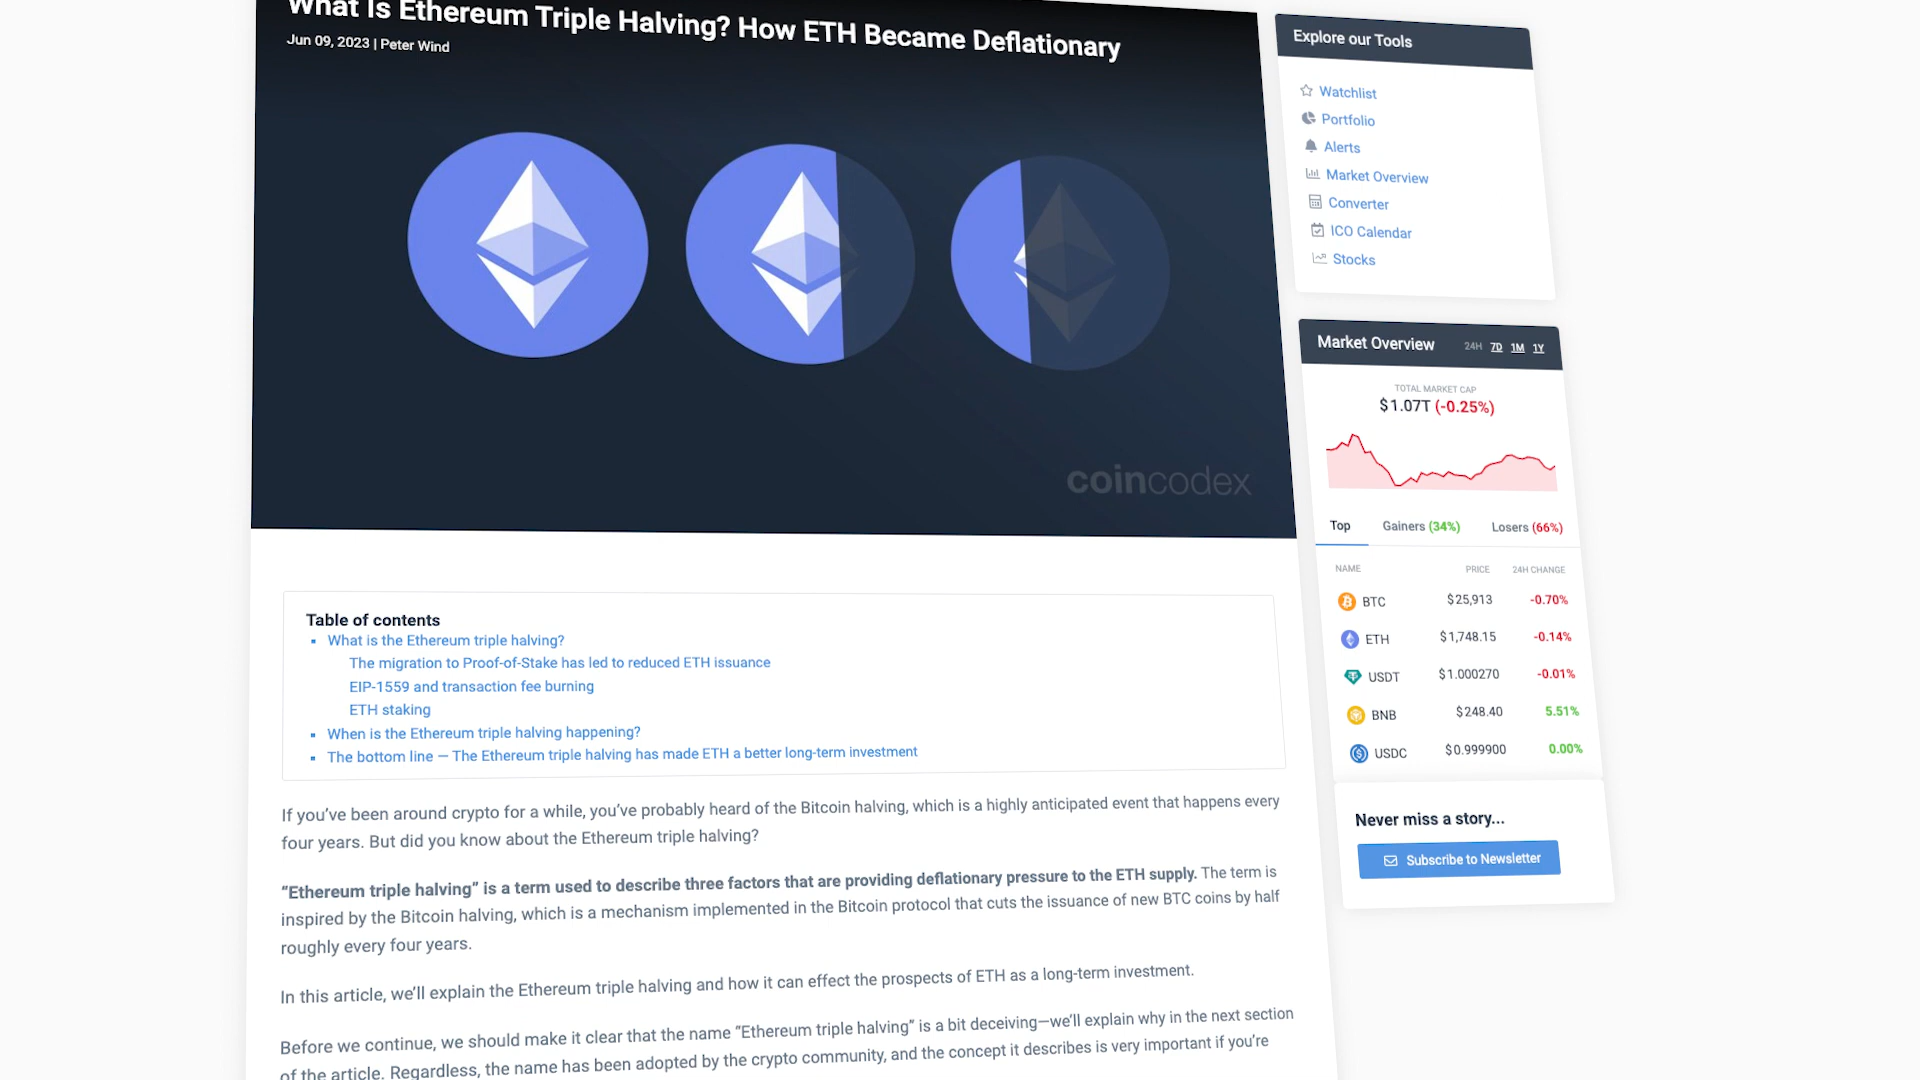 What Is Ethereum Triple Halving? How ETH Became Deflationary
Jun 09, 2023 | Peter Wind
coincodex
Table of contents
What is the Ethereum triple halving?
The migration to Proof-of-Stake has led to reduced ETH issuance
EIP-1559 and transaction fee burning
ETH staking
When is the Ethereum triple halving happening?
The bottom line — The Ethereum triple halving has made ETH a better long-term investment
If you've been around crypto for a while, you've probably heard of the Bitcoin halving, which is a highly anticipated event that happens every
four years. But did you know about the Ethereum triple halving?
“Ethereum triple halving” is a term used to describe three factors that are providing deflationary pressure to the ETH supply. The term is
inspired by the Bitcoin halving, which is a mechanism implemented in the Bitcoin protocol that cuts the issuance of new BTC coins by half
roughly every four years.
In this article, we'll explain the Ethereum triple halving and how it can effect the prospects of ETH as a long-term investment.
Before we continue, we should make it clear that the name “Ethereum triple halving” is a bit deceiving—we'll explain why in the next section
of the article. Regardless, the name has been adopted by the crypto community, and the concept it describes is very important if you're
Explore our Tools
Watchlist
Portfolio
Alerts
Market Overview
Converter
ICO Calendar
Stocks
Market Overview 24H 7D 1M 1Y
TOTAL MARKET CAP
$1.07T (-0.25%)
Top Gainers (34%) Losers (66%)
NAME PRICE 24H CHANGE
BTC $25,913 -0.70%
ETH $1,748.15 -0.14%
USDT $1.000270 -0.01%
BNB $248.40 5.51%
USDC $0.999900 0.00%
Never miss a story...
Subscribe to Newsletter